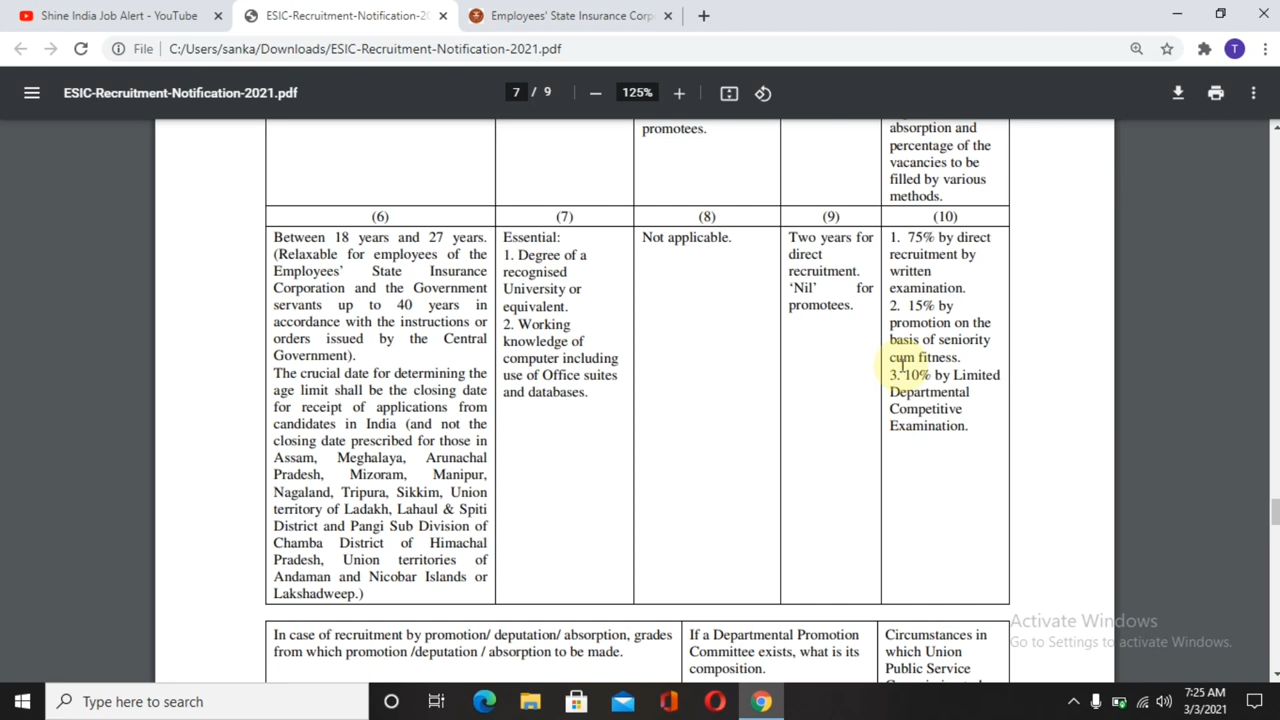 Shine India Job Alert - YouTube
ESIC-Recruitment-Notification-20
Employees' State Insurance Corp
File
C:/Users/sanka/Downloads/ESIC-Recruitment-Notification-2021.pdf
T
ESIC-Recruitment-Notification-2021.pdf
7 / 9
125%
promotees.
absorption and
percentage of the
vacancies to be
filled by various
methods.
(6)
(7)
(8)
(9)
(10)
Between 18 years and 27 years.
(Relaxable for employees of the
Employees' State Insurance
Corporation and the Government
servants up to 40 years in
accordance with the instructions or
orders issued by the Central
Government).
The crucial date for determining the
age limit shall be the closing date
for receipt of applications from
candidates in India (and not the
closing date prescribed for those in
Assam, Meghalaya, Arunachal
Pradesh, Mizoram, Manipur,
Nagaland, Tripura, Sikkim, Union
territory of Ladakh, Lahaul & Spiti
District and Pangi Sub Division of
Chamba District of Himachal
Pradesh, Union territories of
Andaman and Nicobar Islands or
Lakshadweep.)
Essential:
1. Degree of a
recognised
University or
equivalent.
2. Working
knowledge of
computer including
use of Office suites
and databases.
Not applicable.
Two years for
direct
recruitment.
‘Nil’ for
promotees.
1. 75% by direct
recruitment by
written
examination.
2. 15% by
promotion on the
basis of seniority
cum fitness.
3. 10% by Limited
Departmental
Competitive
Examination.
In case of recruitment by promotion/ deputation/ absorption, grades
from which promotion /deputation / absorption to be made.
If a Departmental Promotion
Committee exists, what is its
composition.
Circumstances in
which Union
Public Service
Activate Windows
Go to Settings to activate Windows.
Type here to search
7:25 AM
3/3/2021